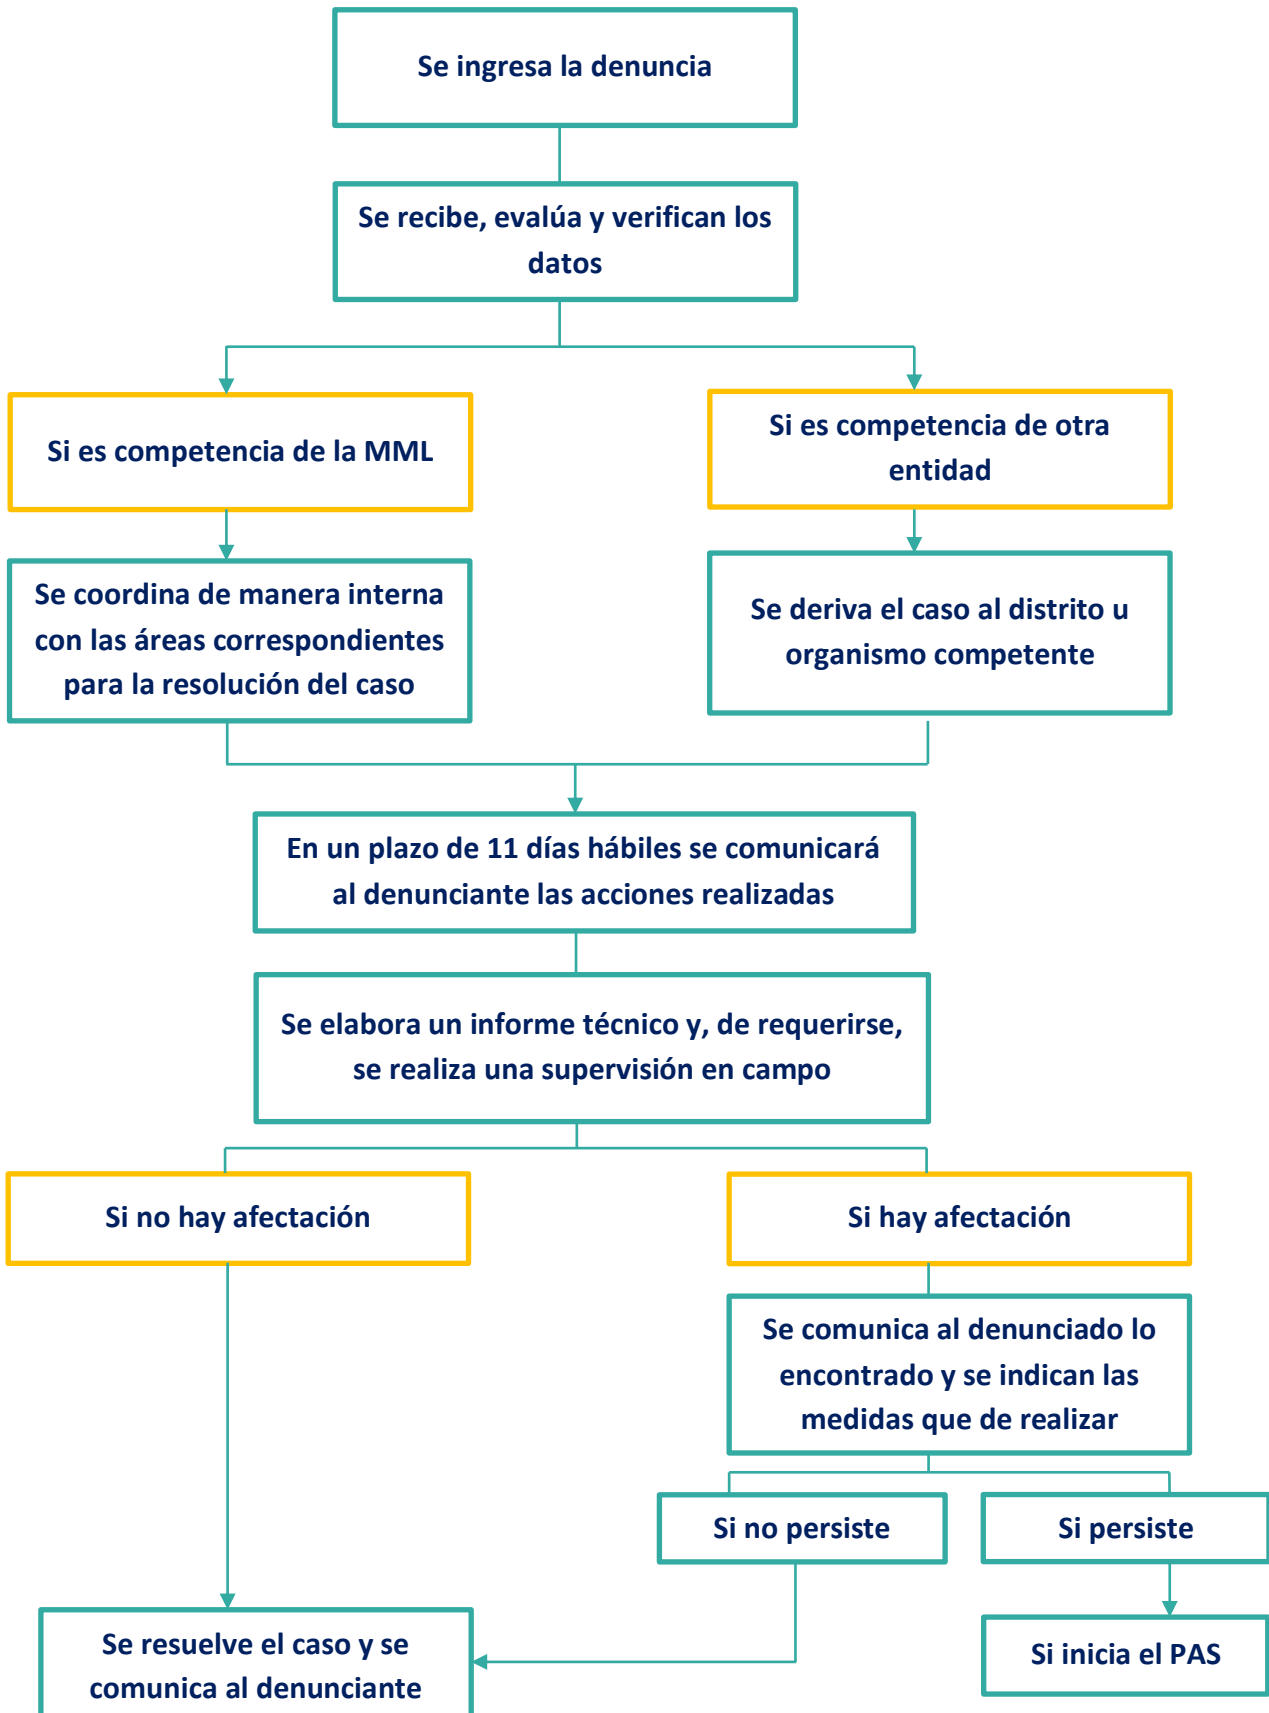 Se ingresa la denuncia
Se recibe, evalúa y verifican los
datos
Si es competencia de la MML
Si es competencia de otra
entidad
Se coordina de manera interna
con las áreas correspondientes
para la resolución del caso
Se deriva el caso al distrito u
organismo competente
En un plazo de 11 días hábiles se comunicará
al denunciante las acciones realizadas
Se elabora un informe técnico y, de requerirse,
se realiza una supervisión en campo
Si no hay afectación
Si hay afectación
Se comunica al denunciado lo
encontrado y se indican las
medidas que de realizar
Si no persiste
Si persiste
Se resuelve el caso y se
comunica al denunciante
Si inicia el PAS